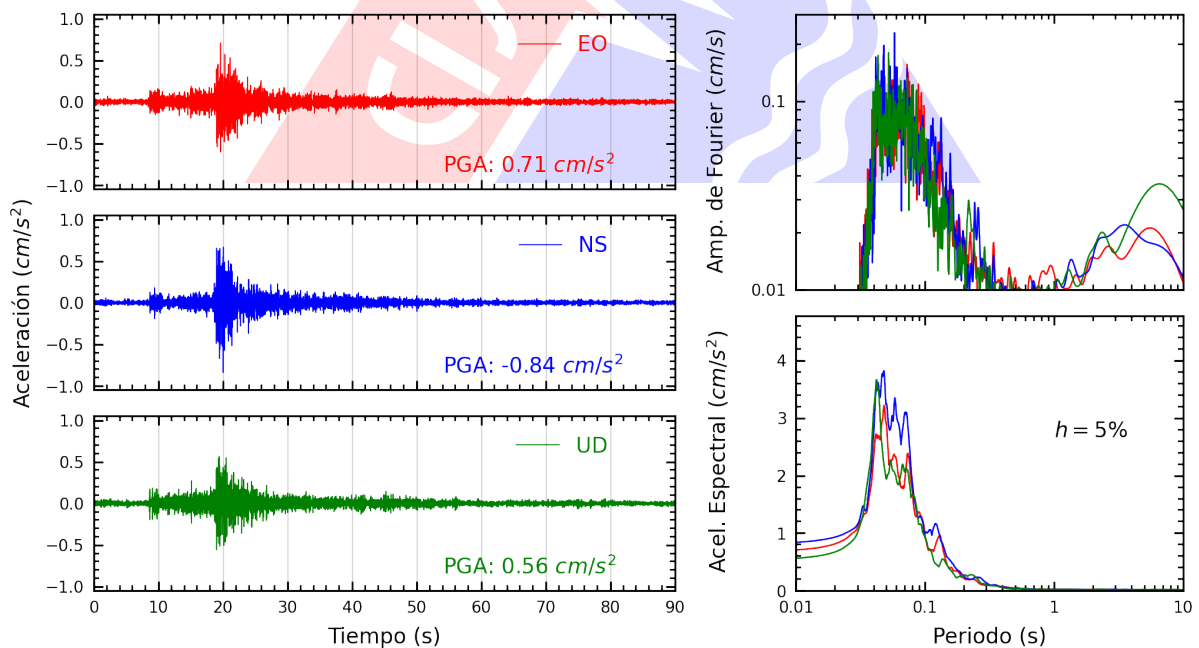 Aceleración (cm/s²)
1.0
0.5
0.0
−0.5
−1.0
EO
PGA: 0.71 cm/s²
1.0
0.5
0.0
−0.5
−1.0
NS
PGA: -0.84 cm/s²
1.0
0.5
0.0
−0.5
−1.0
UD
PGA: 0.56 cm/s²
0 10 20 30 40 50 60 70 80 90
Tiempo (s)
Amp. de Fourier (cm/s)
0.1
0.01
Acel. Espectral (cm/s²)
4
3
2
1
0
h = 5%
0.01 0.1 1 10
Periodo (s)